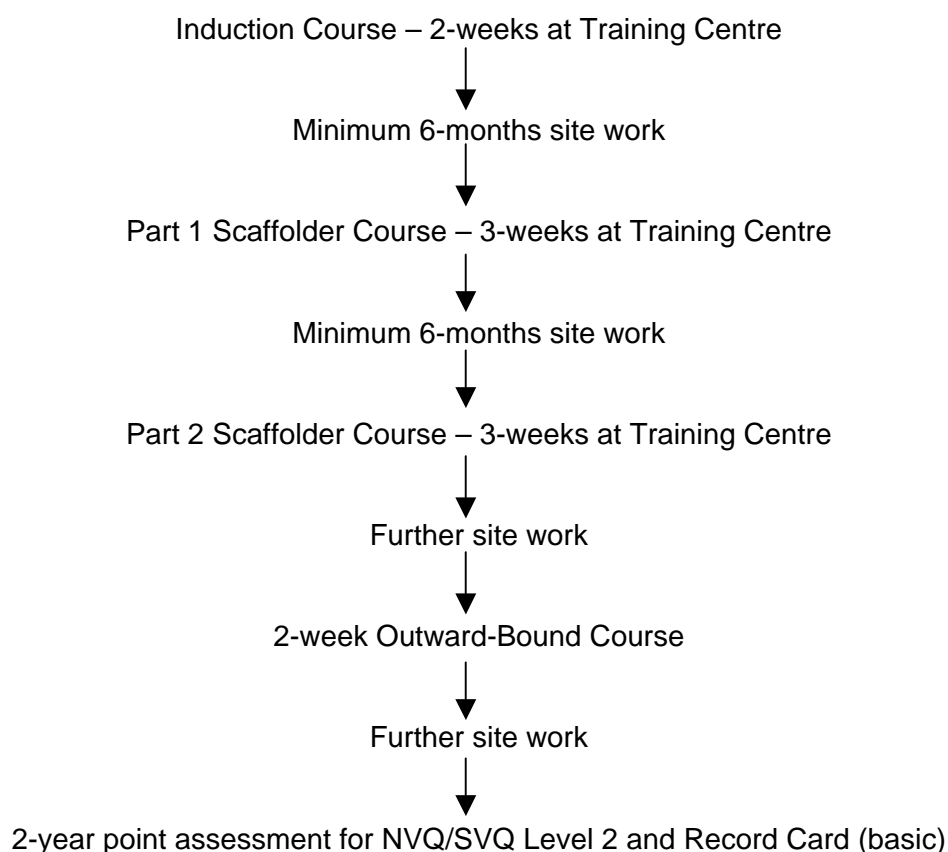 Induction Course – 2-weeks at Training Centre
Minimum 6-months site work
Part 1 Scaffolder Course – 3-weeks at Training Centre
Minimum 6-months site work
Part 2 Scaffolder Course – 3-weeks at Training Centre
Further site work
2-week Outward-Bound Course
Further site work
2-year point assessment for NVQ/SVQ Level 2 and Record Card (basic)